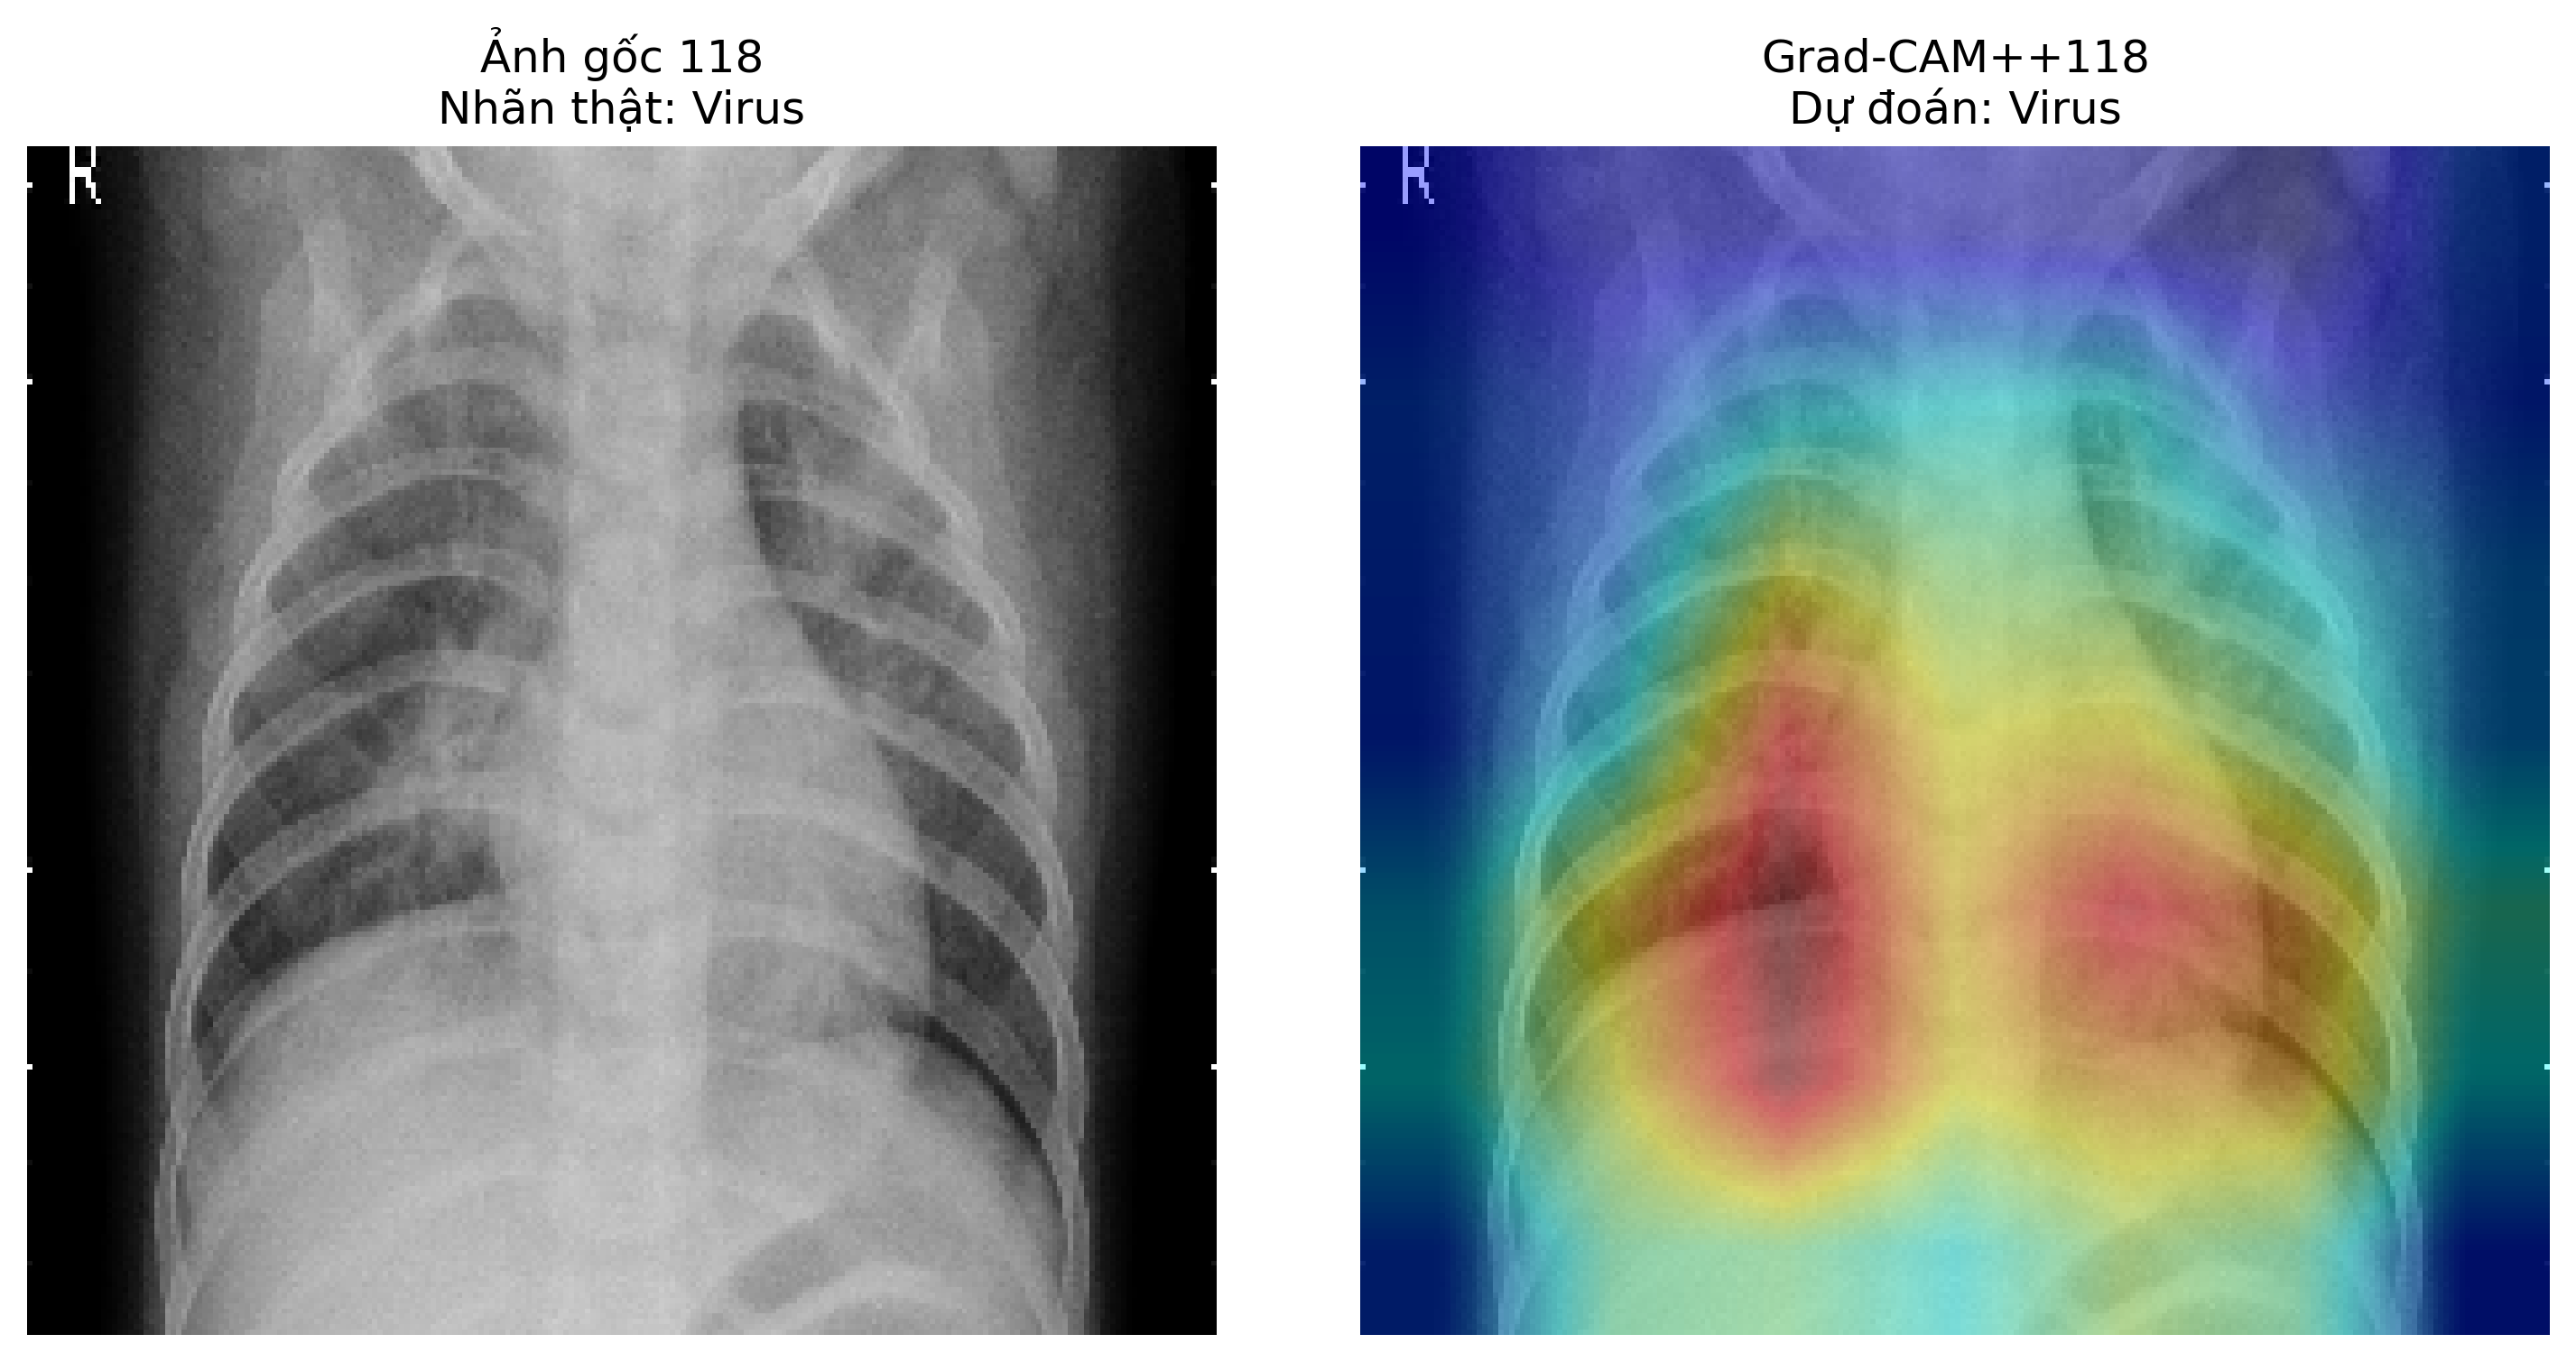 Ảnh gốc 118
Nhãn thật: Virus
Grad-CAM++118
Dự đoán: Virus
R
R